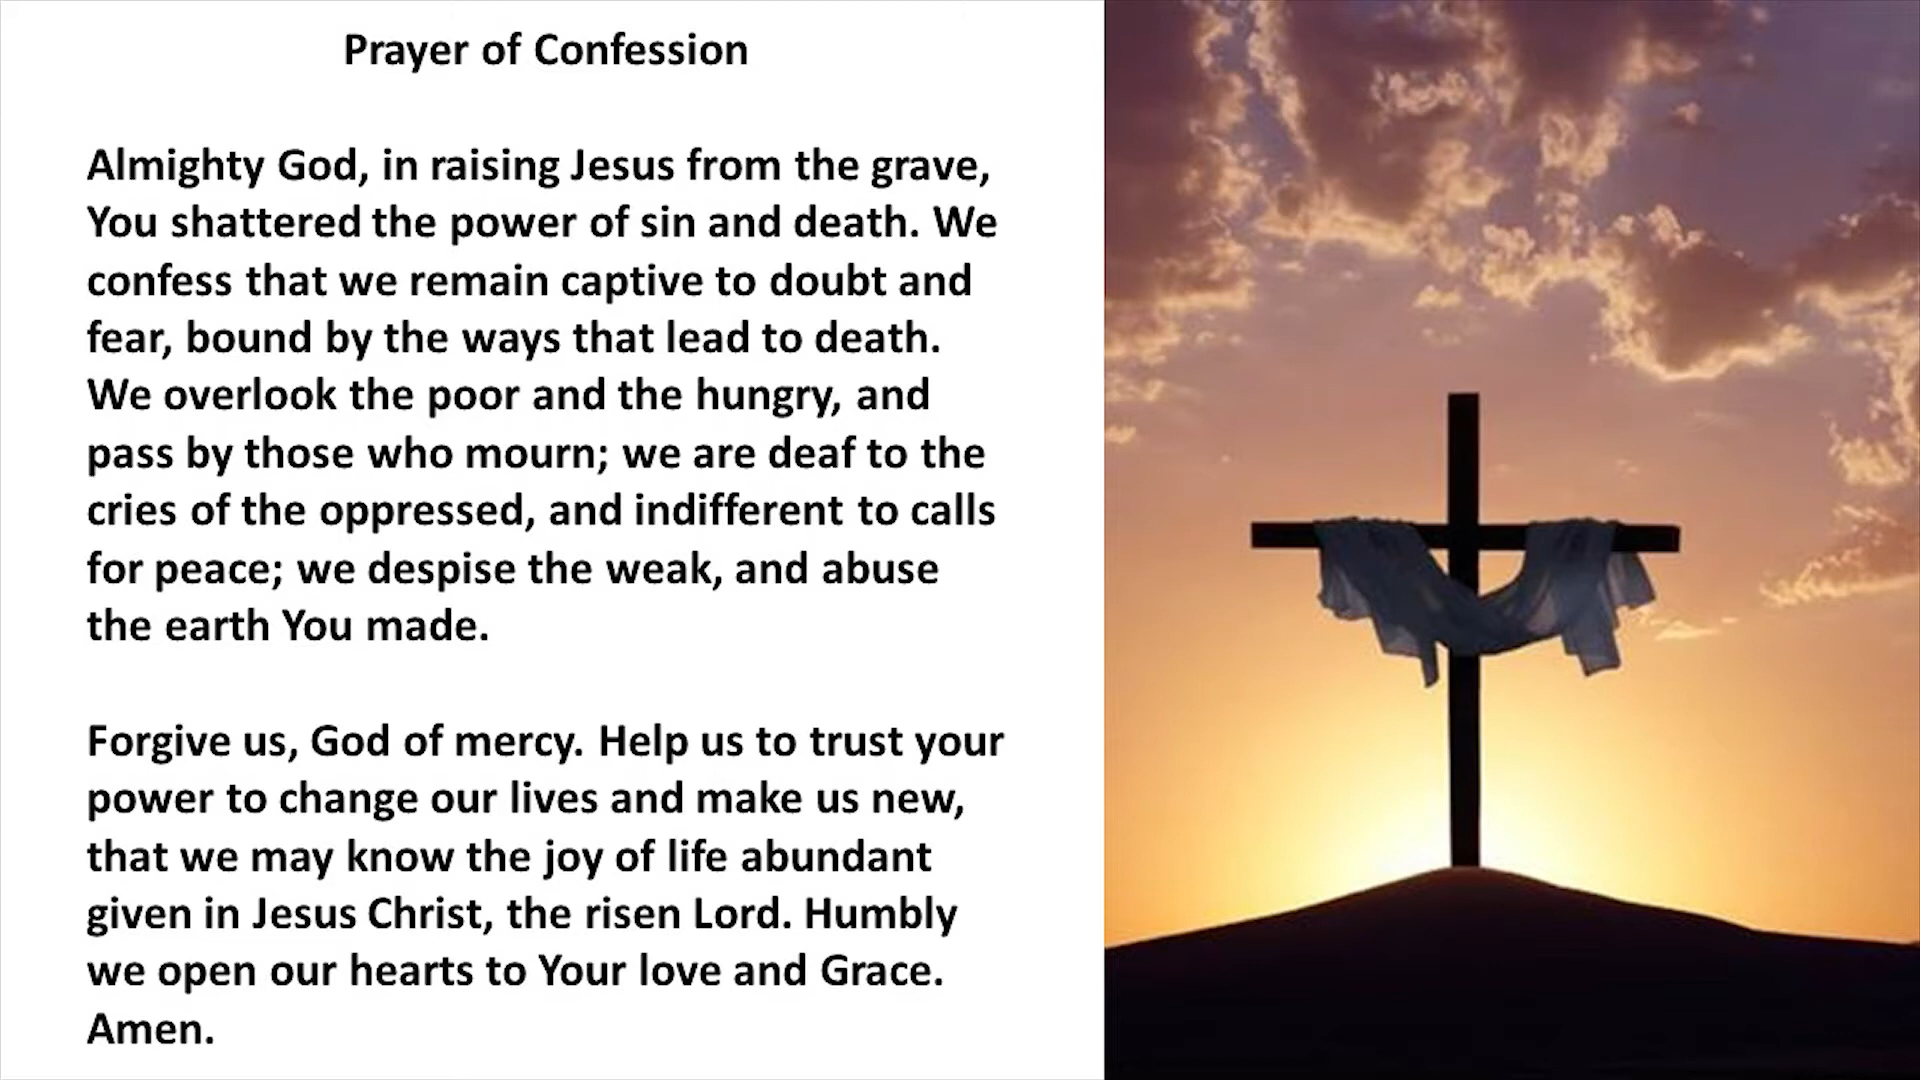 Prayer of Confession
Almighty God, in raising Jesus from the grave,
You shattered the power of sin and death. We
confess that we remain captive to doubt and
fear, bound by the ways that lead to death.
We overlook the poor and the hungry, and
pass by those who mourn; we are deaf to the
cries of the oppressed, and indifferent to calls
for peace; we despise the weak, and abuse
the earth You made.
Forgive us, God of mercy. Help us to trust your
power to change our lives and make us new,
that we may know the joy of life abundant
given in Jesus Christ, the risen Lord. Humbly
we open our hearts to Your love and Grace.
Amen.